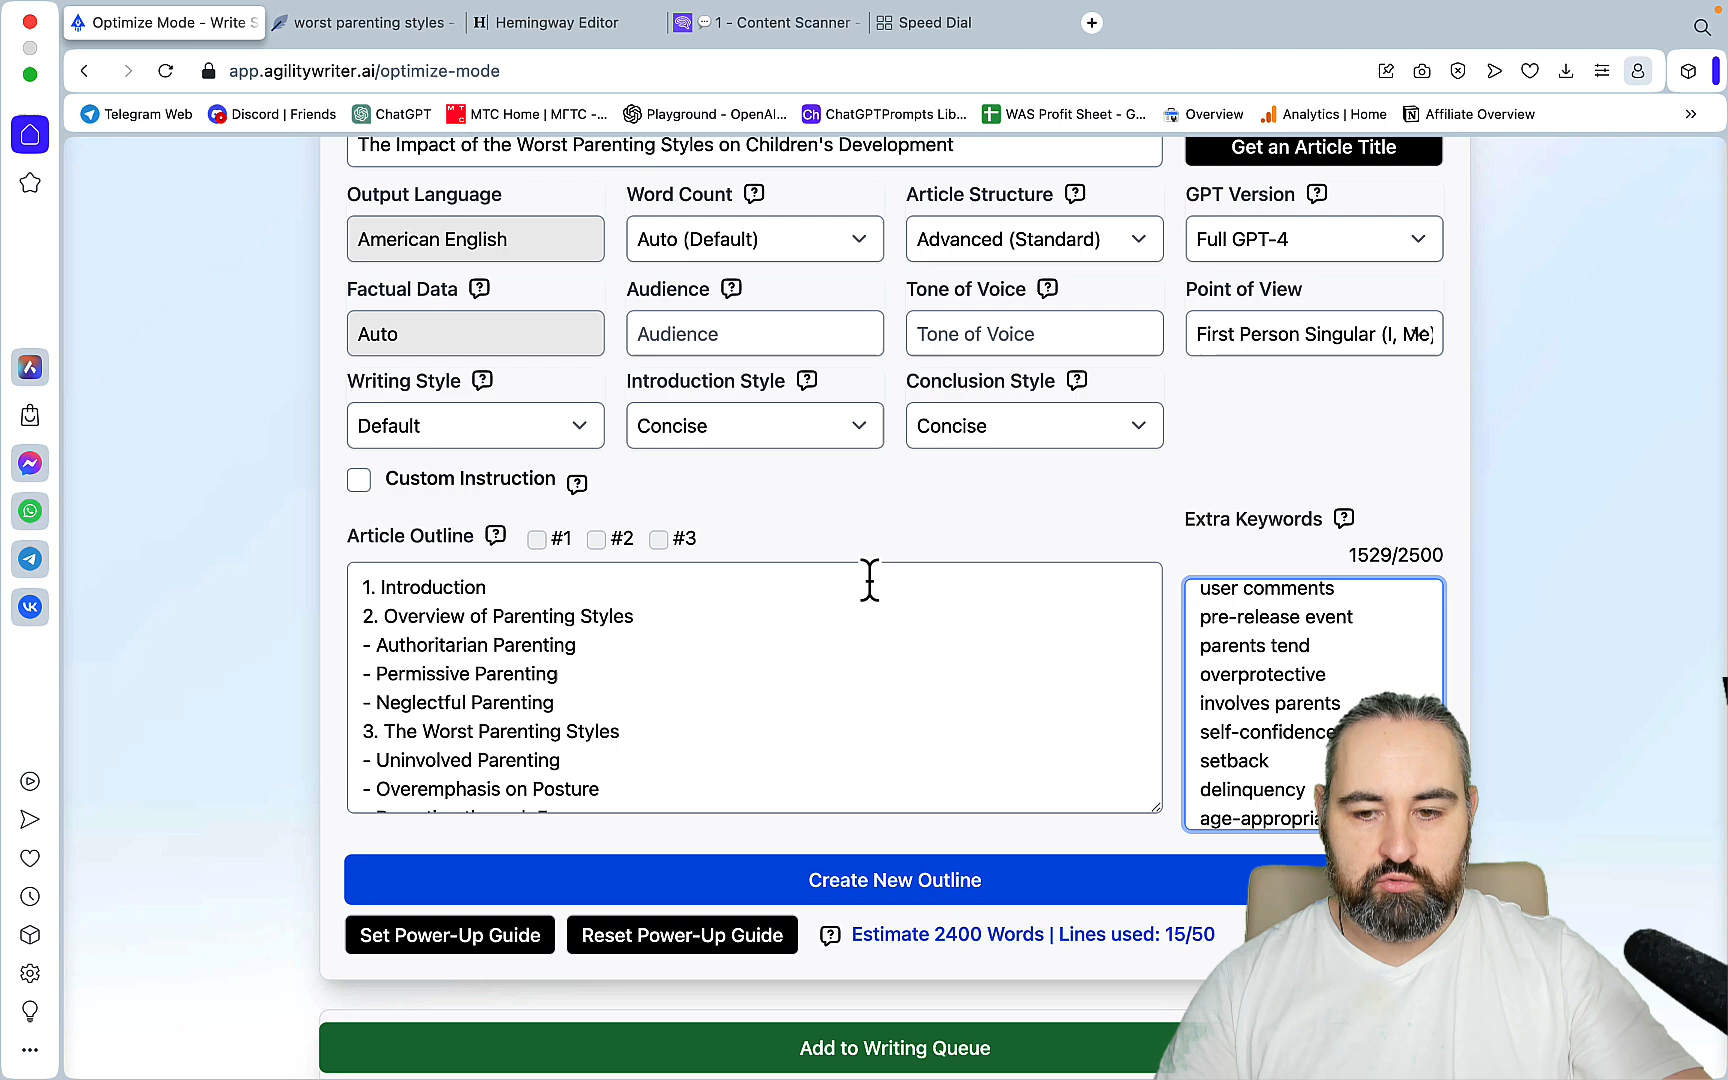 Optimize Mode - Write S
worst parenting styles -
Hemingway Editor
1 - Content Scanner -
Speed Dial
app.agilitywriter.ai/optimize-mode
Telegram Web
Discord | Friends
ChatGPT
МТС Home | МГТС -...
Playground - OpenAI...
ChatGPTPrompts Lib...
WAS Profit Sheet - G...
Overview
Analytics | Home
Affiliate Overview
The Impact of the Worst Parenting Styles on Children's Development
Get an Article Title
Output Language
Word Count
Article Structure
GPT Version
American English
Auto (Default)
Advanced (Standard)
Full GPT-4
Factual Data
Audience
Tone of Voice
Point of View
Auto
Audience
Tone of Voice
First Person Singular (I, Me)
Writing Style
Introduction Style
Conclusion Style
Default
Concise
Concise
Custom Instruction
Article Outline
#1
#2
#3
Extra Keywords
1529/2500
1. Introduction
2. Overview of Parenting Styles
- Authoritarian Parenting
- Permissive Parenting
- Neglectful Parenting
3. The Worst Parenting Styles
- Uninvolved Parenting
- Overemphasis on Posture
user comments
pre-release event
parents tend
overprotective
involves parents
self-confidence
setback
delinquency
age-appropria
Create New Outline
Set Power-Up Guide
Reset Power-Up Guide
Estimate 2400 Words | Lines used: 15/50
Add to Writing Queue